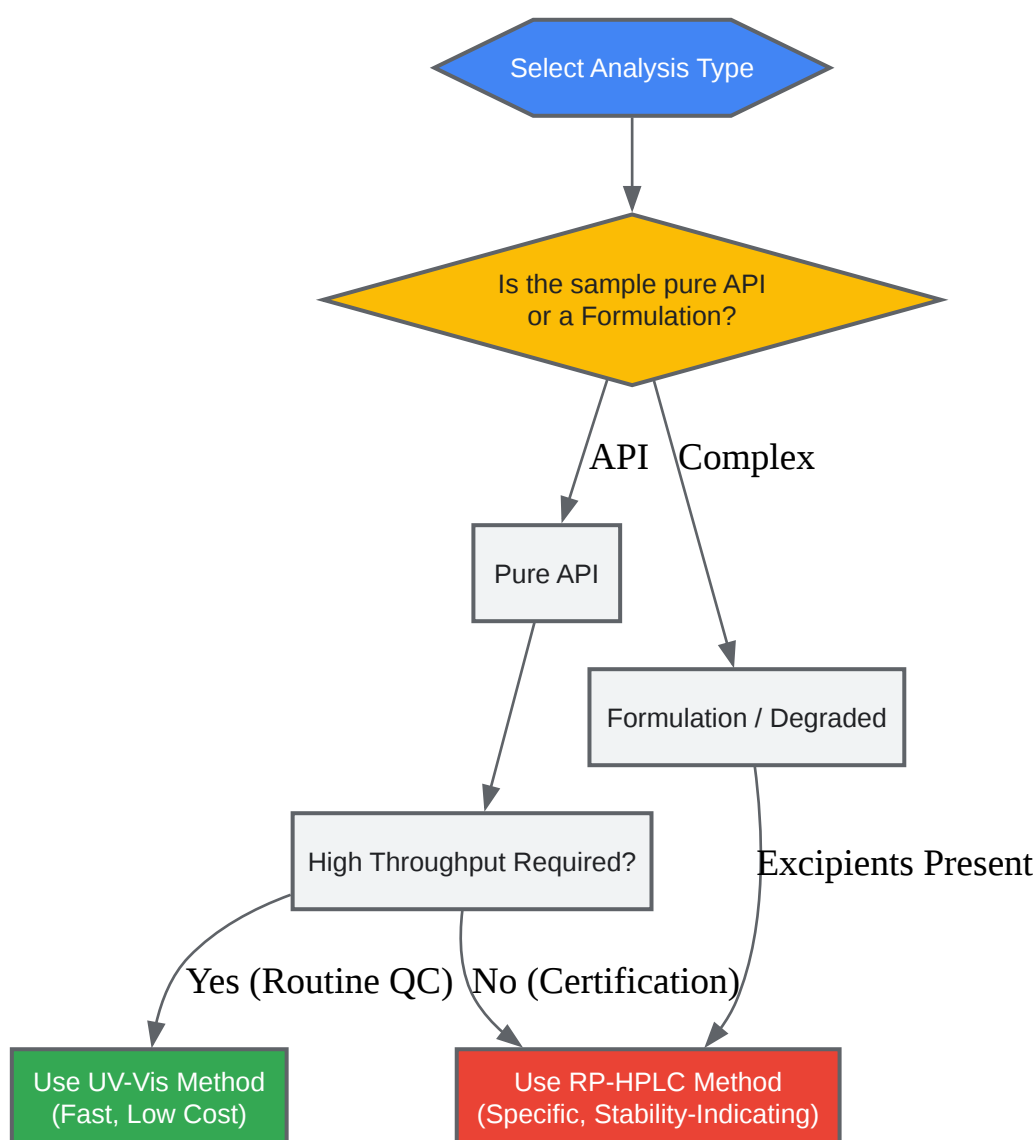 Select Analysis Type
Is the sample pure API
or a Formulation?
API
Complex
Pure API
Formulation / Degraded
High Throughput Required?
Excipients Present
Yes (Routine QC)
No (Certification)
Use UV-Vis Method
(Fast, Low Cost)
Use RP-HPLC Method
(Specific, Stability-Indicating)